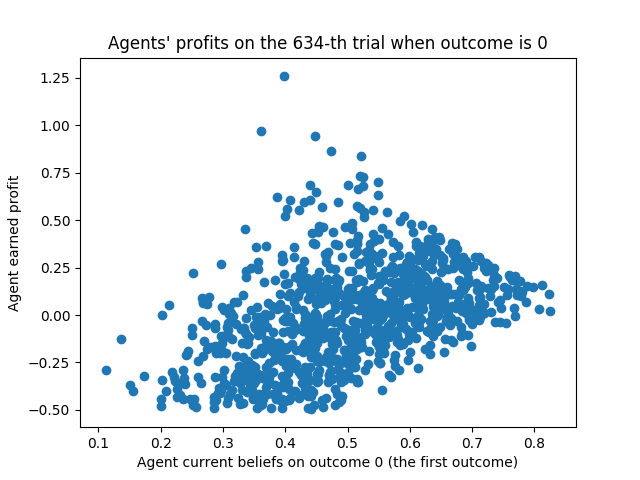 Agents' profits on the 634-th trial when outcome is 0
1.25
1.00
0.75
0.50
0.25
0.00
−0.25
−0.50
Agent earned profit
0.1 0.2 0.3 0.4 0.5 0.6 0.7 0.8
Agent current beliefs on outcome 0 (the first outcome)